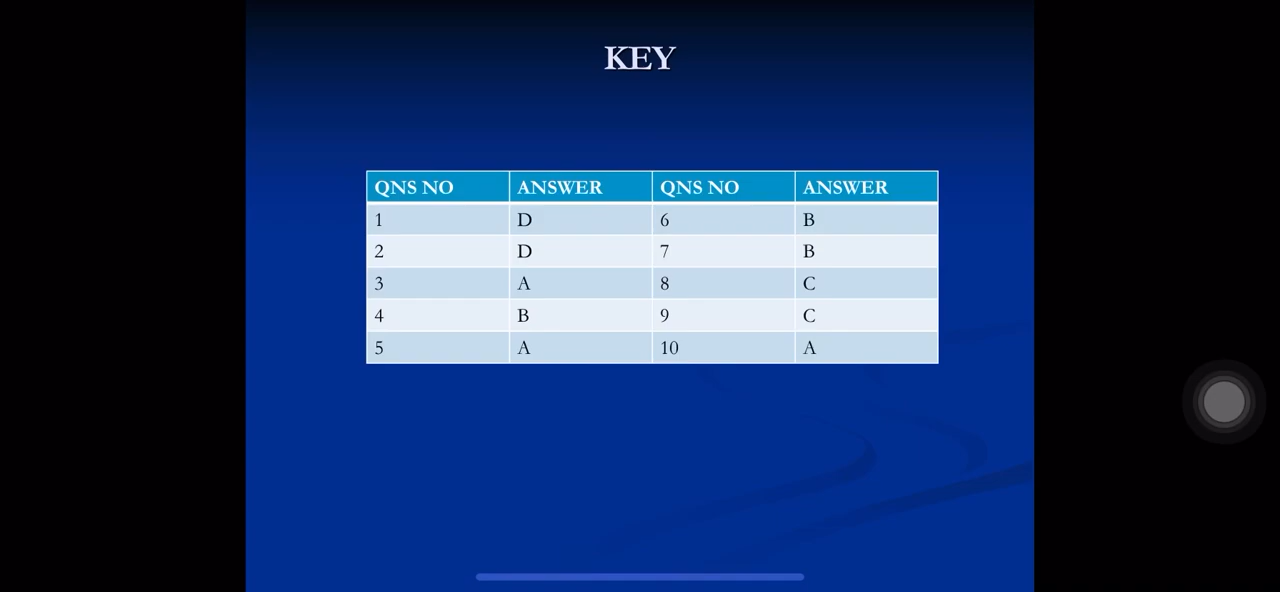 KEY
QNS NO ANSWER QNS NO ANSWER
1 D 6 B
2 D 7 B
3 A 8 C
4 B 9 C
5 A 10 A